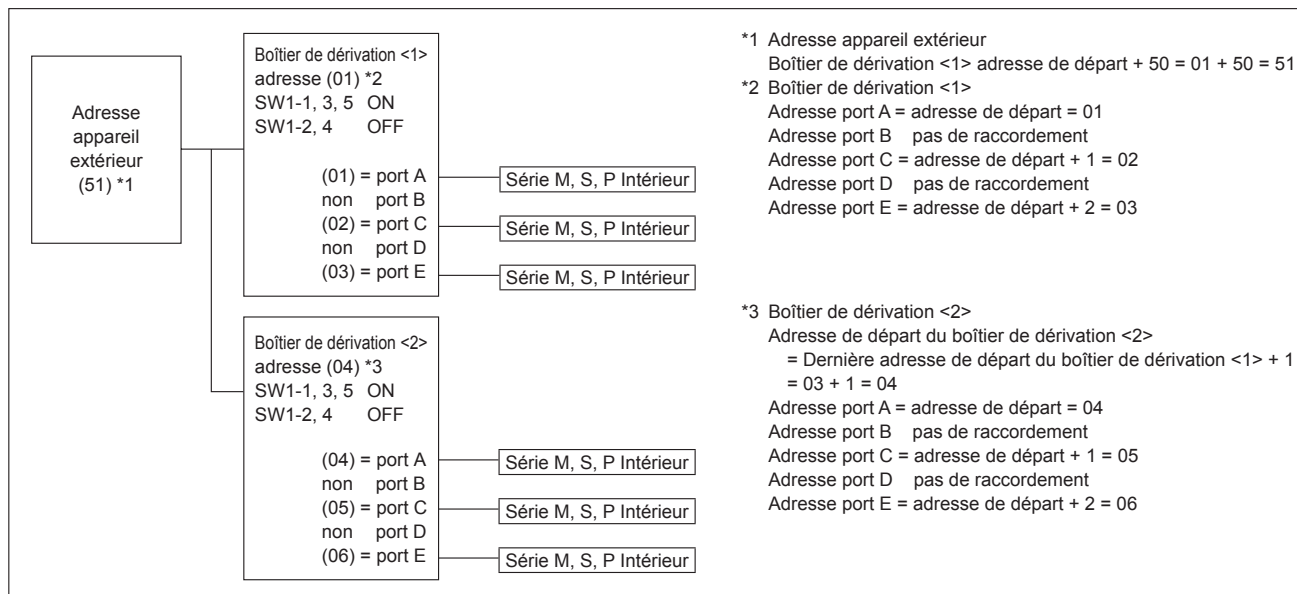 Adresse
appareil
extérieur
(51) *1
Boîtier de dérivation <1>
adresse (01) *2
SW1-1, 3, 5 ON
SW1-2, 4 OFF
(01) = port A
non port B
(02) = port C
non port D
(03) = port E
Série M, S, P Intérieur
Série M, S, P Intérieur
Série M, S, P Intérieur
Boîtier de dérivation <2>
adresse (04) *3
SW1-1, 3, 5 ON
SW1-2, 4 OFF
(04) = port A
non port B
(05) = port C
non port D
(06) = port E
Série M, S, P Intérieur
Série M, S, P Intérieur
Série M, S, P Intérieur
*1 Adresse appareil extérieur
Boîtier de dérivation <1> adresse de départ + 50 = 01 + 50 = 51
*2 Boîtier de dérivation <1>
Adresse port A = adresse de départ = 01
Adresse port B pas de raccordement
Adresse port C = adresse de départ + 1 = 02
Adresse port D pas de raccordement
Adresse port E = adresse de départ + 2 = 03
*3 Boîtier de dérivation <2>
Adresse de départ du boîtier de dérivation <2>
= Dernière adresse de départ du boîtier de dérivation <1> + 1
= 03 + 1 = 04
Adresse port A = adresse de départ = 04
Adresse port B pas de raccordement
Adresse port C = adresse de départ + 1 = 05
Adresse port D pas de raccordement
Adresse port E = adresse de départ + 2 = 06